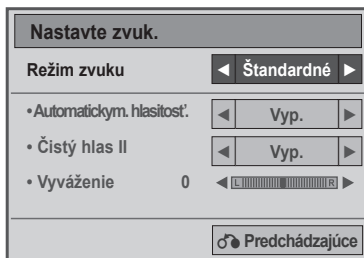 Nastavte zvuk.
Režim zvuku ◄ Štandardné ►
• Automatickym. hlasitosť. ◄ Vyp. ►
• Čistý hlas II ◄ Vyp. ►
• Vyváženie 0 ◄ L R ►
Predchádzajúce